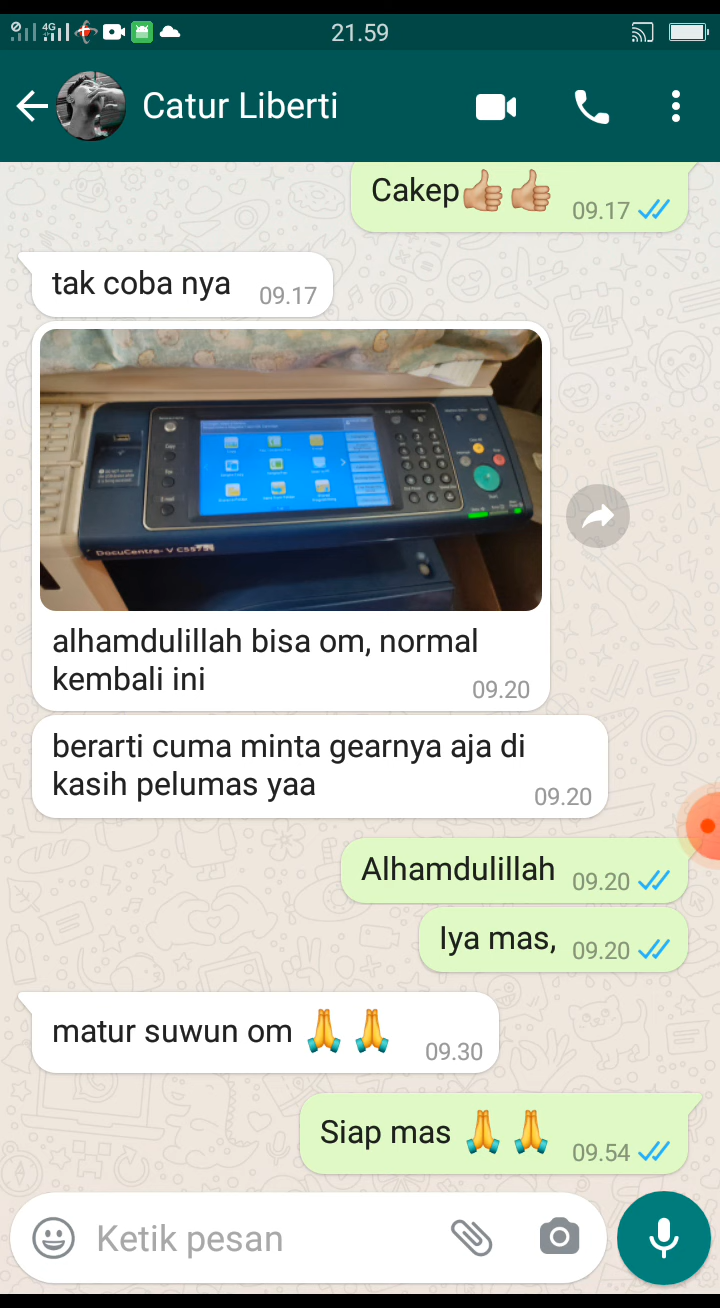 4G
21.59
Catur Liberti
Cakep👍👍 09.17
tak coba nya 09.17
DocuCentre-V
alhamdulillah bisa om, normal
kembali ini 09.20
berarti cuma minta gearnya aja di
kasih pelumas yaa 09.20
Alhamdulillah 09.20
Iya mas, 09.20
matur suwun om 🙏🙏 09.30
Siap mas 🙏🙏 09.54
Ketik pesan